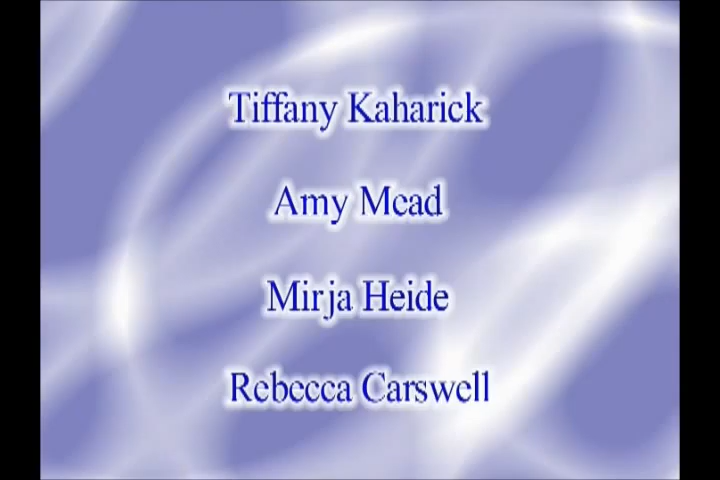 Tiffany Kaharick
Amy Mead
Mirja Heide
Rebecca Carswell